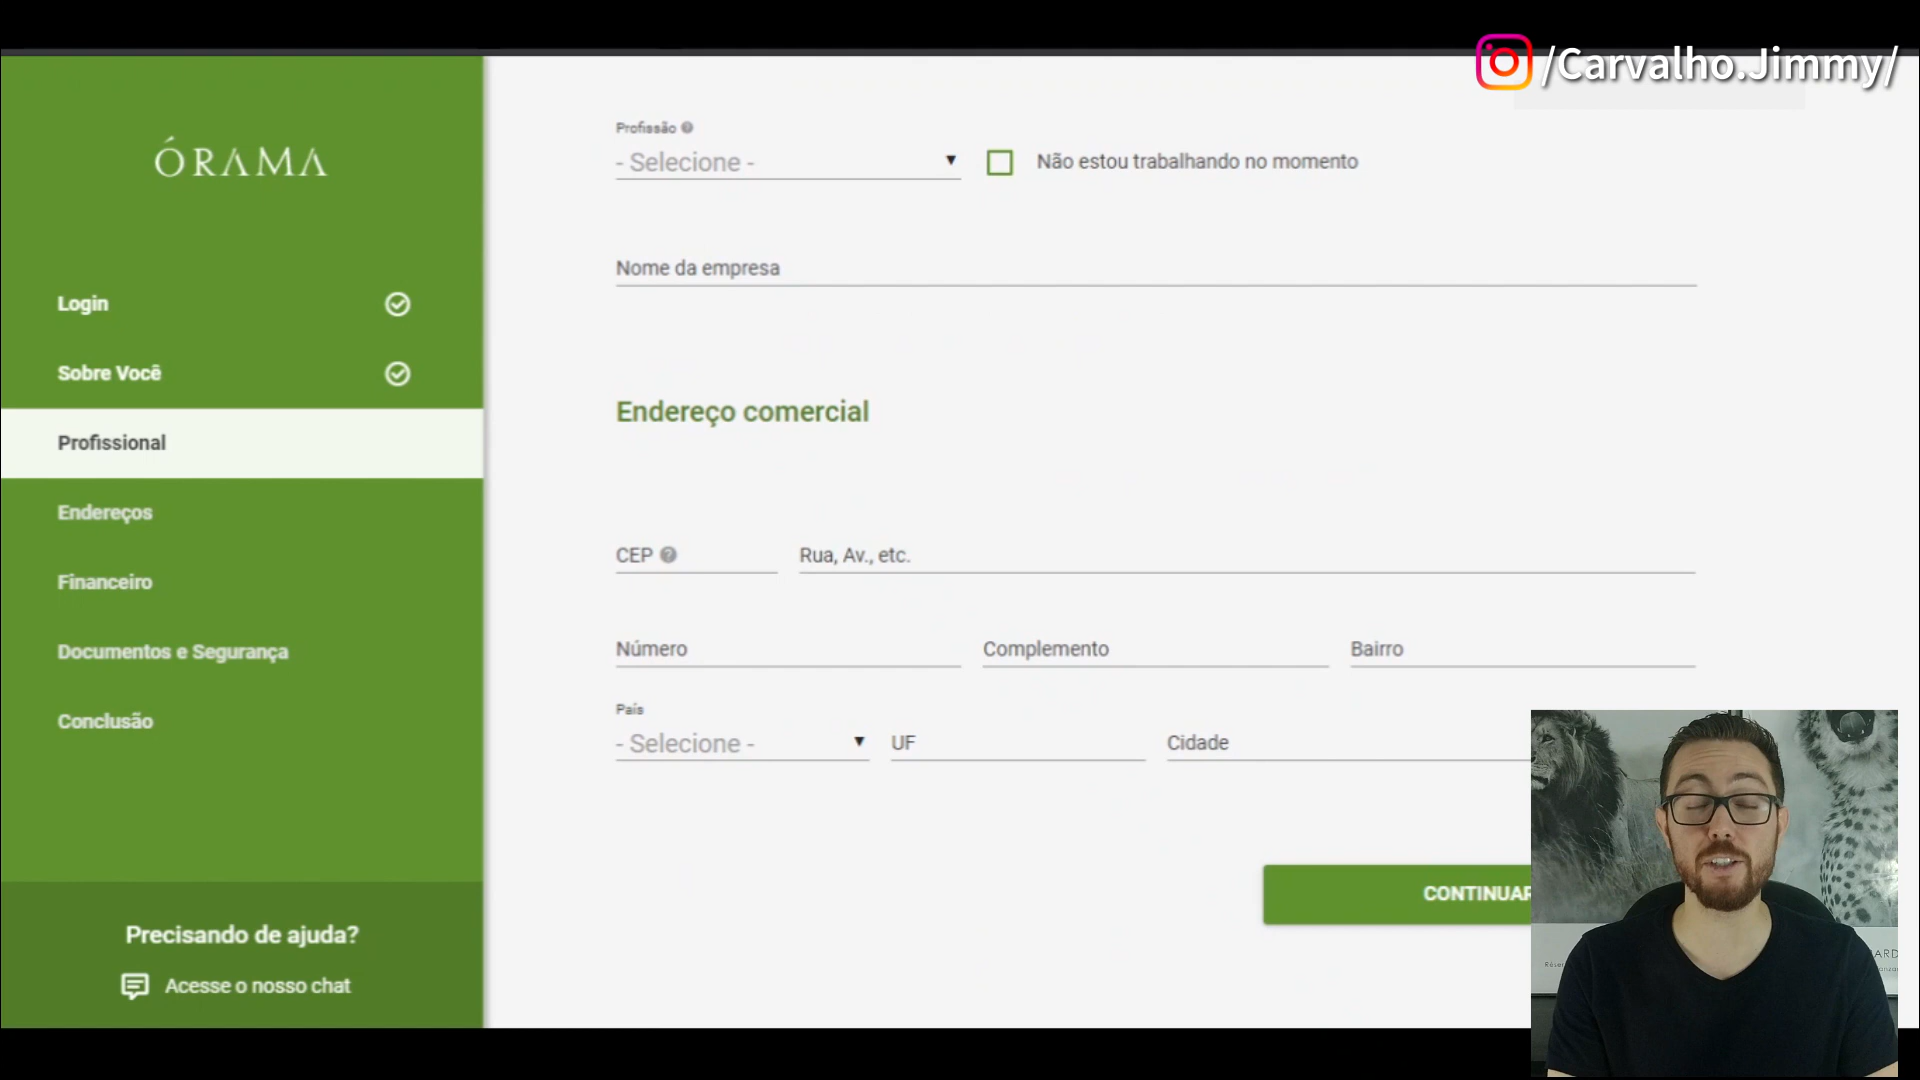 /Carvalho.Jimmy/
ÓRAMA
Login
Sobre Você
Profissional
Endereços
Financeiro
Documentos e Segurança
Conclusão
Precisando de ajuda?
Acesse o nosso chat
Profissão
- Selecione -
Não estou trabalhando no momento
Nome da empresa
Endereço comercial
CEP
Rua, Av., etc.
Número
Complemento
Bairro
País
- Selecione -
UF
Cidade
CONTINUAR